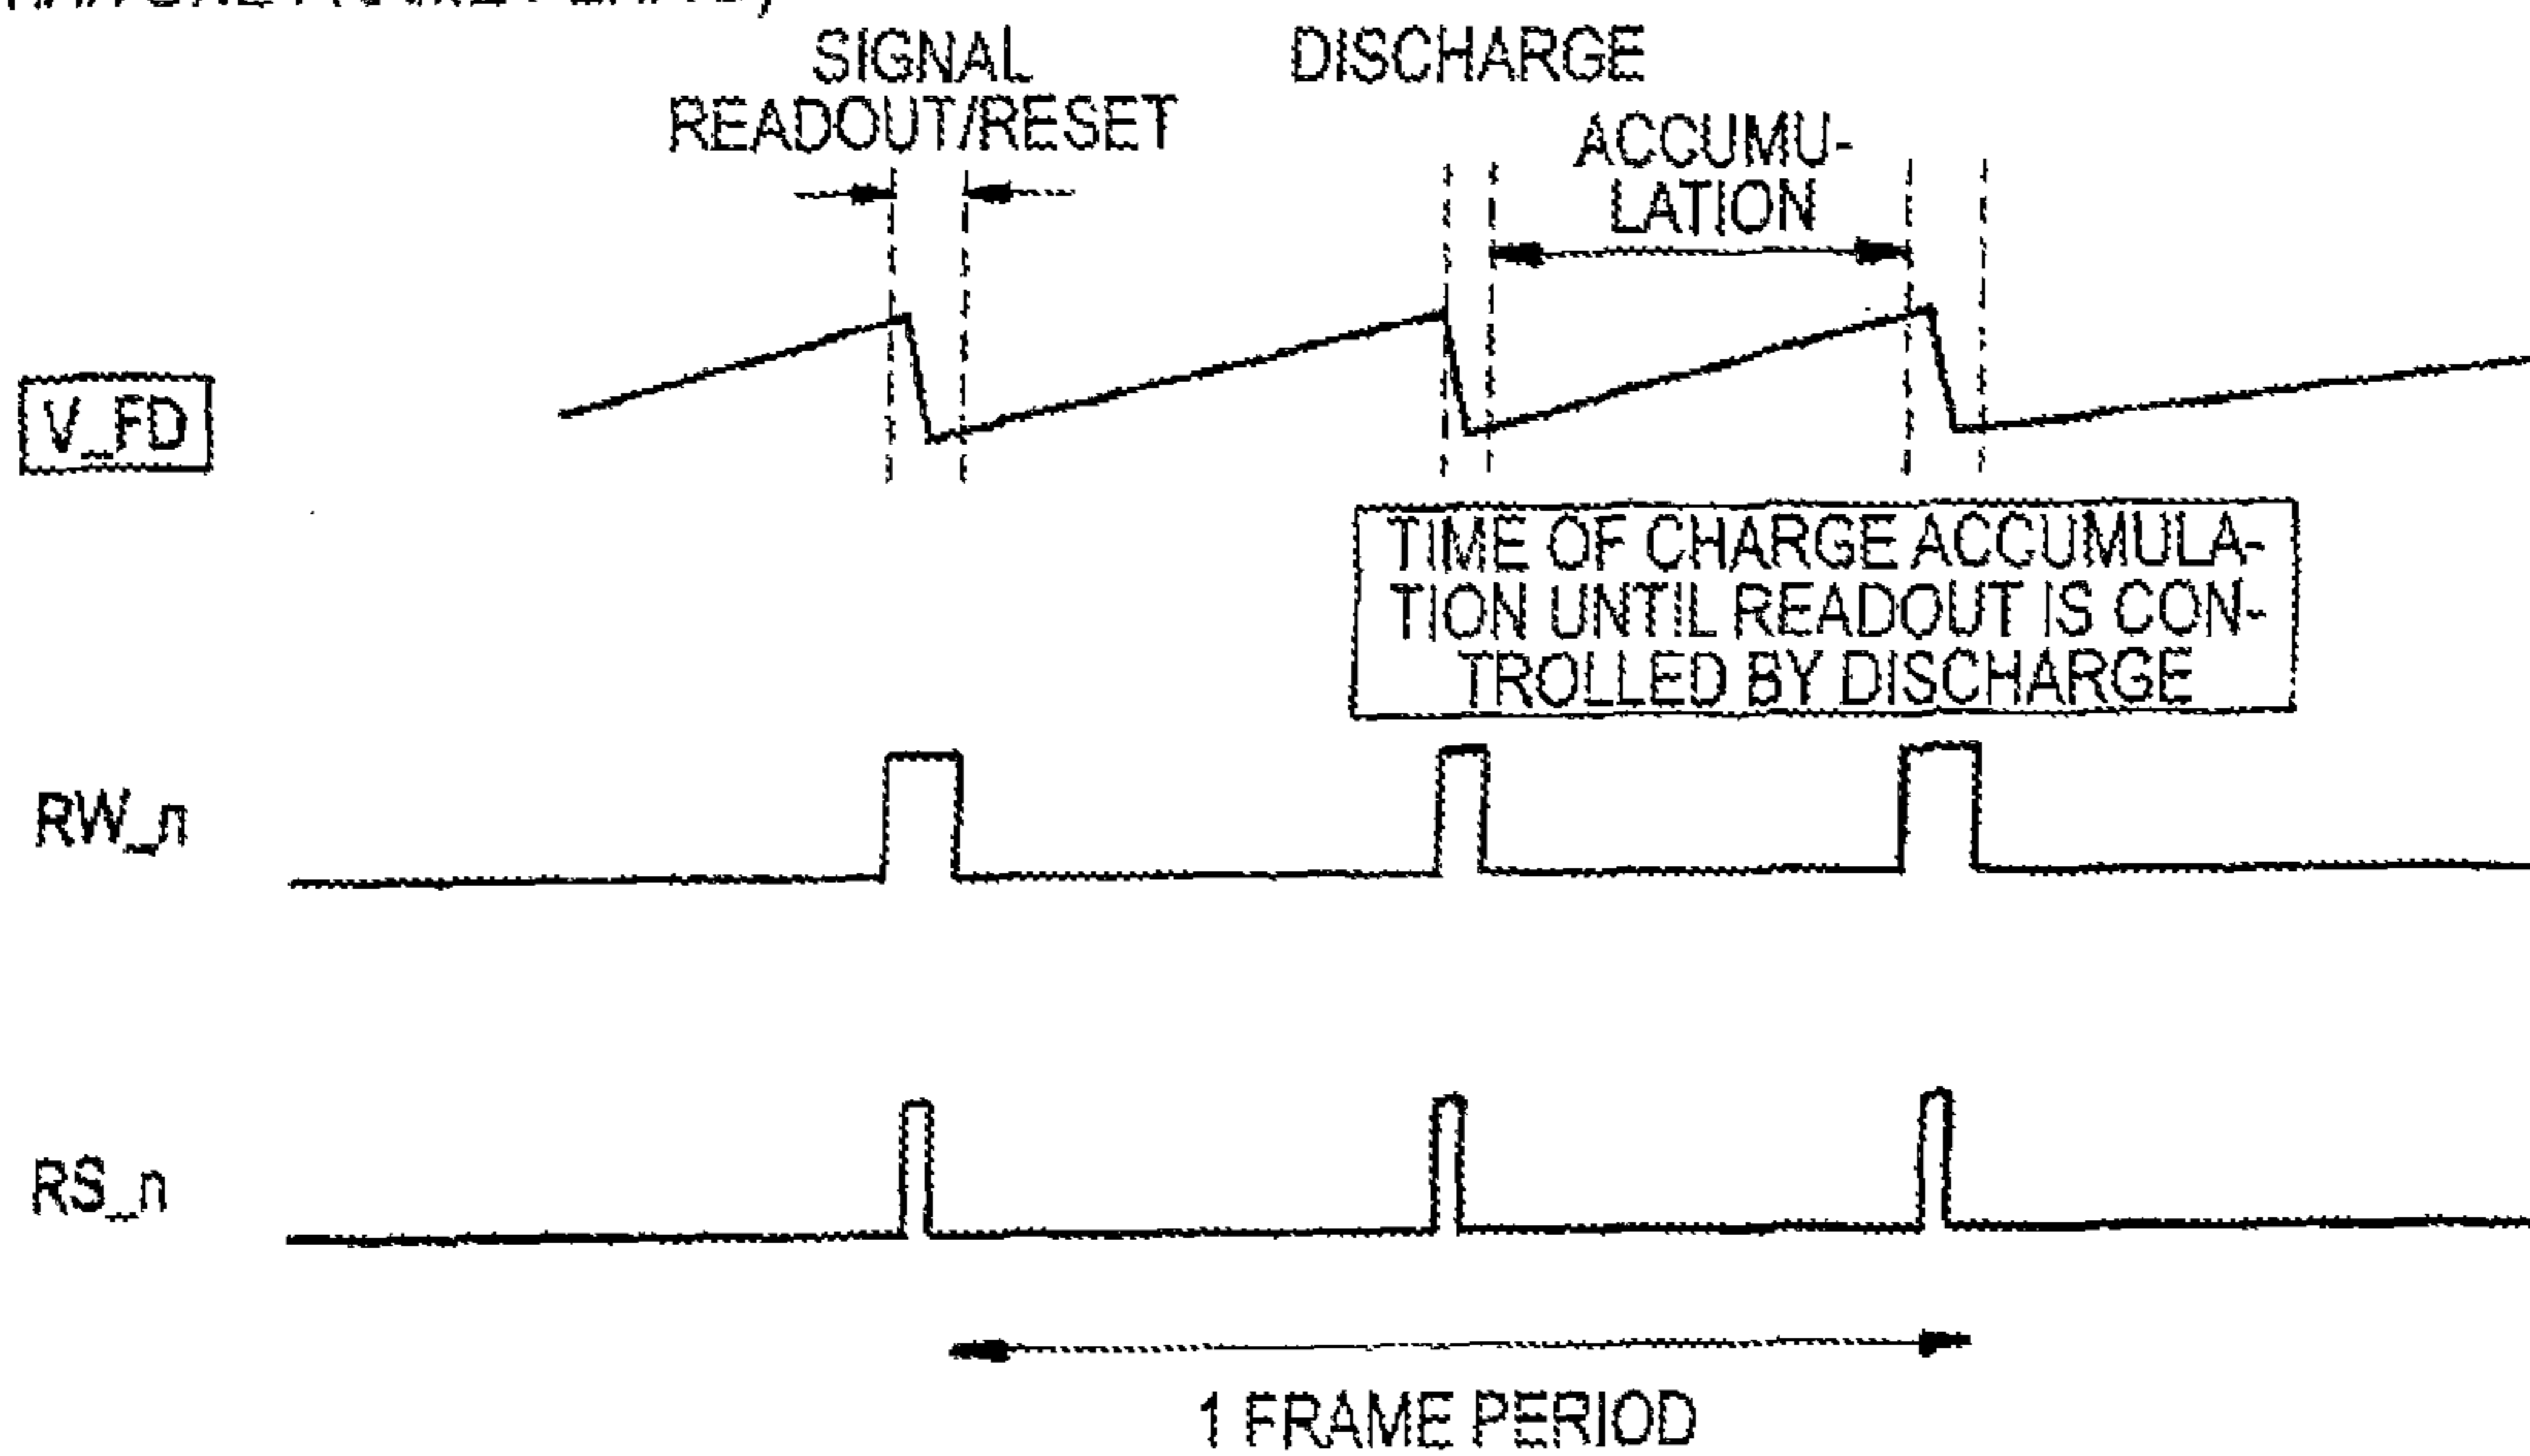 SIGNAL
READOUT/RESET
DISCHARGE
ACCUMU-
LATION
V_FD
TIME OF CHARGE ACCUMULA-
TION UNTIL READOUT IS CON-
TROLLED BY DISCHARGE
RW_n
RS_n
1 FRAME PERIOD